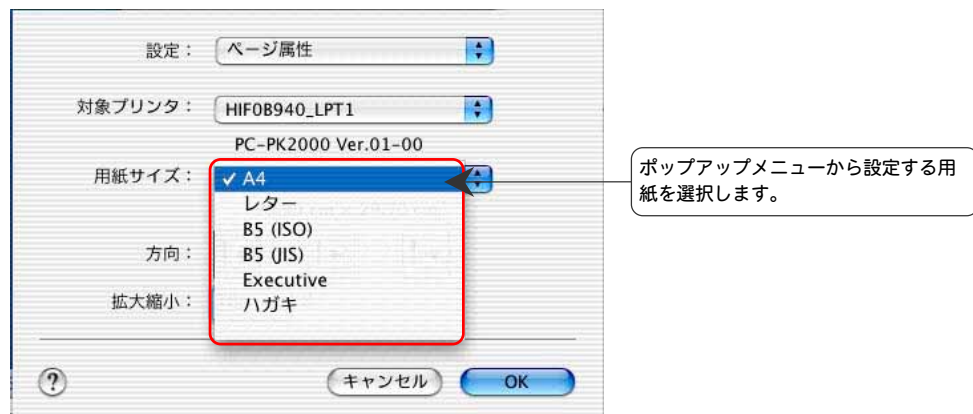 設定： ページ属性
対象プリンタ： HIF0B940_LPT1
PC-PK2000 Ver.01-00
用紙サイズ： ✓ A4
レター
B5 (ISO)
方向： B5 (JIS)
Executive
拡大縮小： ハガキ
? キャンセル OK
ポップアップメニューから設定する用
紙を選択します。